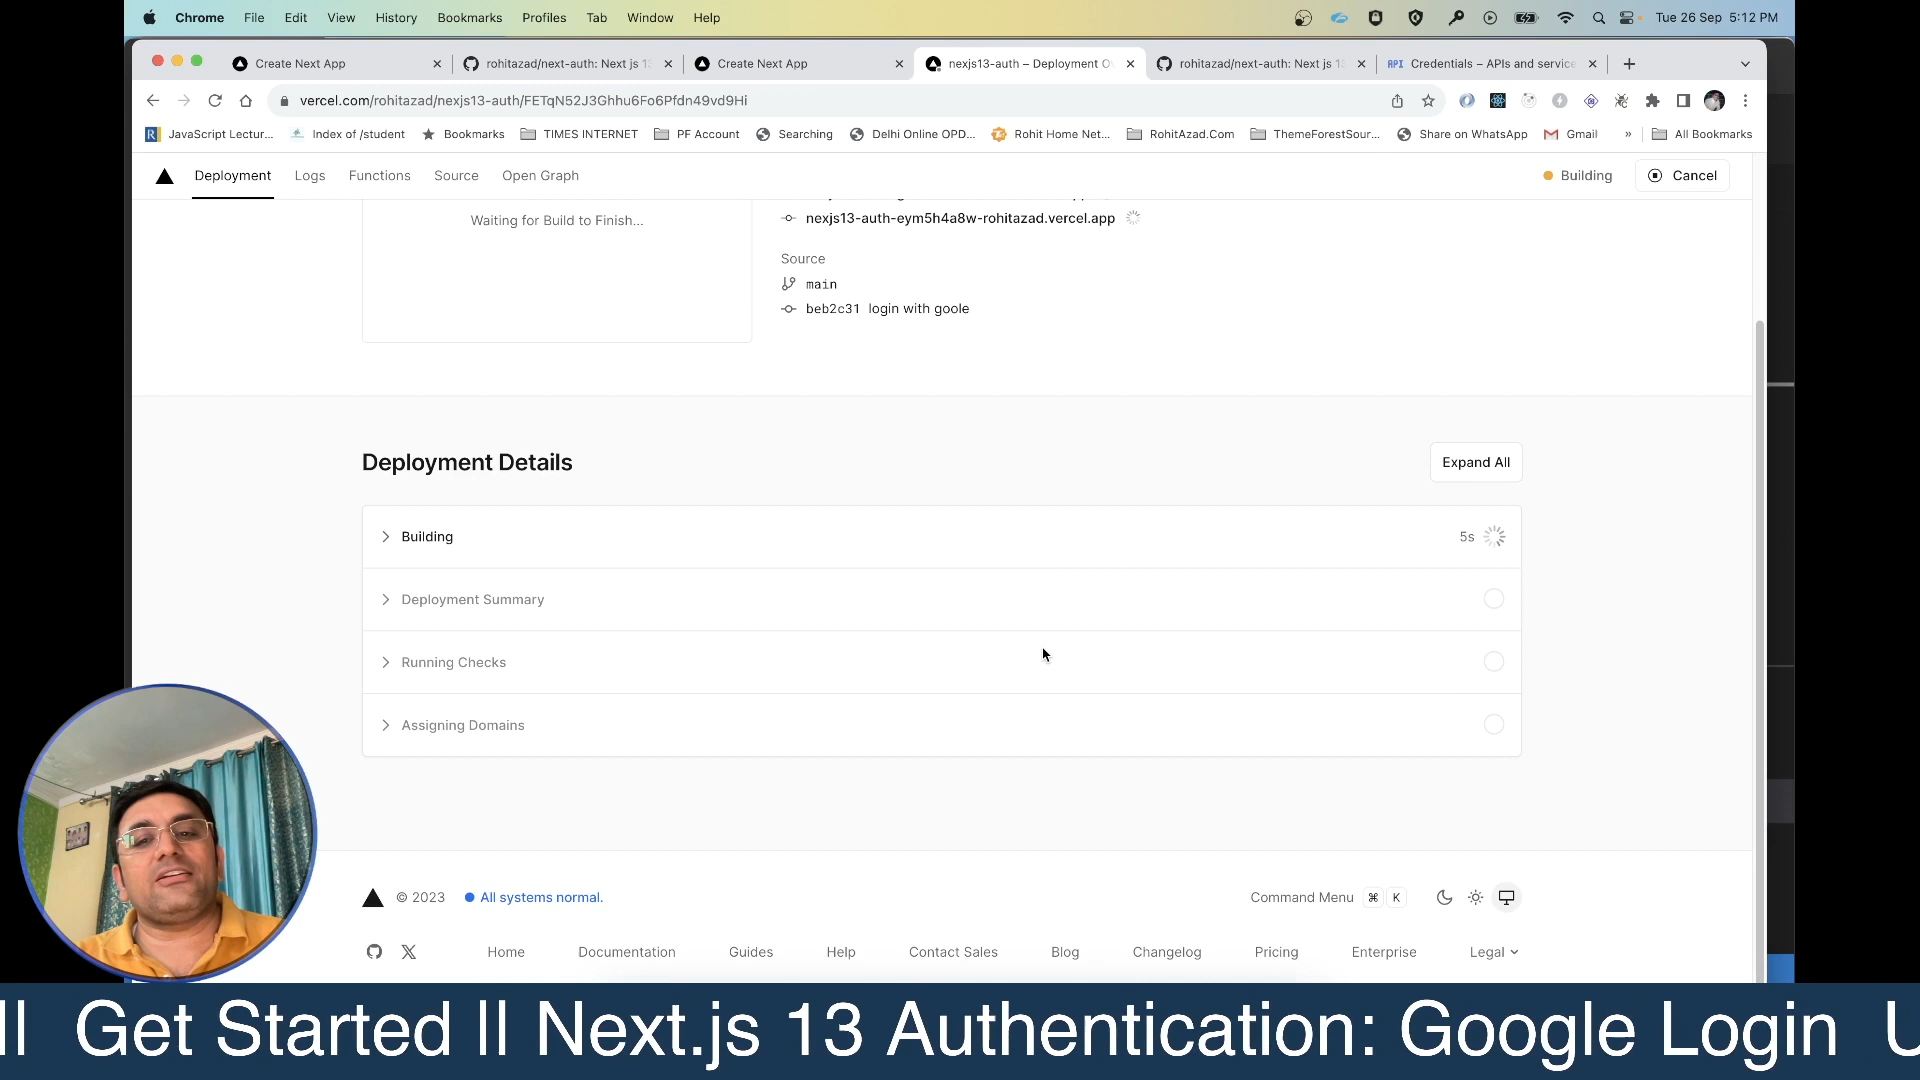 Chrome File Edit View History Bookmarks Profiles Tab Window Help Tue 26 Sep 5:12 PM
Create Next App rohitazad/next-auth: Next js 13 Create Next App nexjs13-auth – Deployment Ov rohitazad/next-auth: Next js 13 API Credentials – APIs and service
vercel.com/rohitazad/nexjs13-auth/FETqN52J3Ghhu6Fo6Pfdn49vd9Hi
JavaScript Lectur... Index of /student Bookmarks TIMES INTERNET PF Account Searching Delhi Online OPD... Rohit Home Net... RohitAzad.Com ThemeForestSour... Share on WhatsApp Gmail » All Bookmarks
Deployment Logs Functions Source Open Graph Building Cancel
Waiting for Build to Finish...
nexjs13-auth-eym5h4a8w-rohitazad.vercel.app
Source
main
beb2c31 login with goole
Deployment Details Expand All
Building 5s
Deployment Summary
Running Checks
Assigning Domains
© 2023 All systems normal. Command Menu ⌘ K
Home Documentation Guides Help Contact Sales Blog Changelog Pricing Enterprise Legal
ll Get Started ll Next.js 13 Authentication: Google Login U